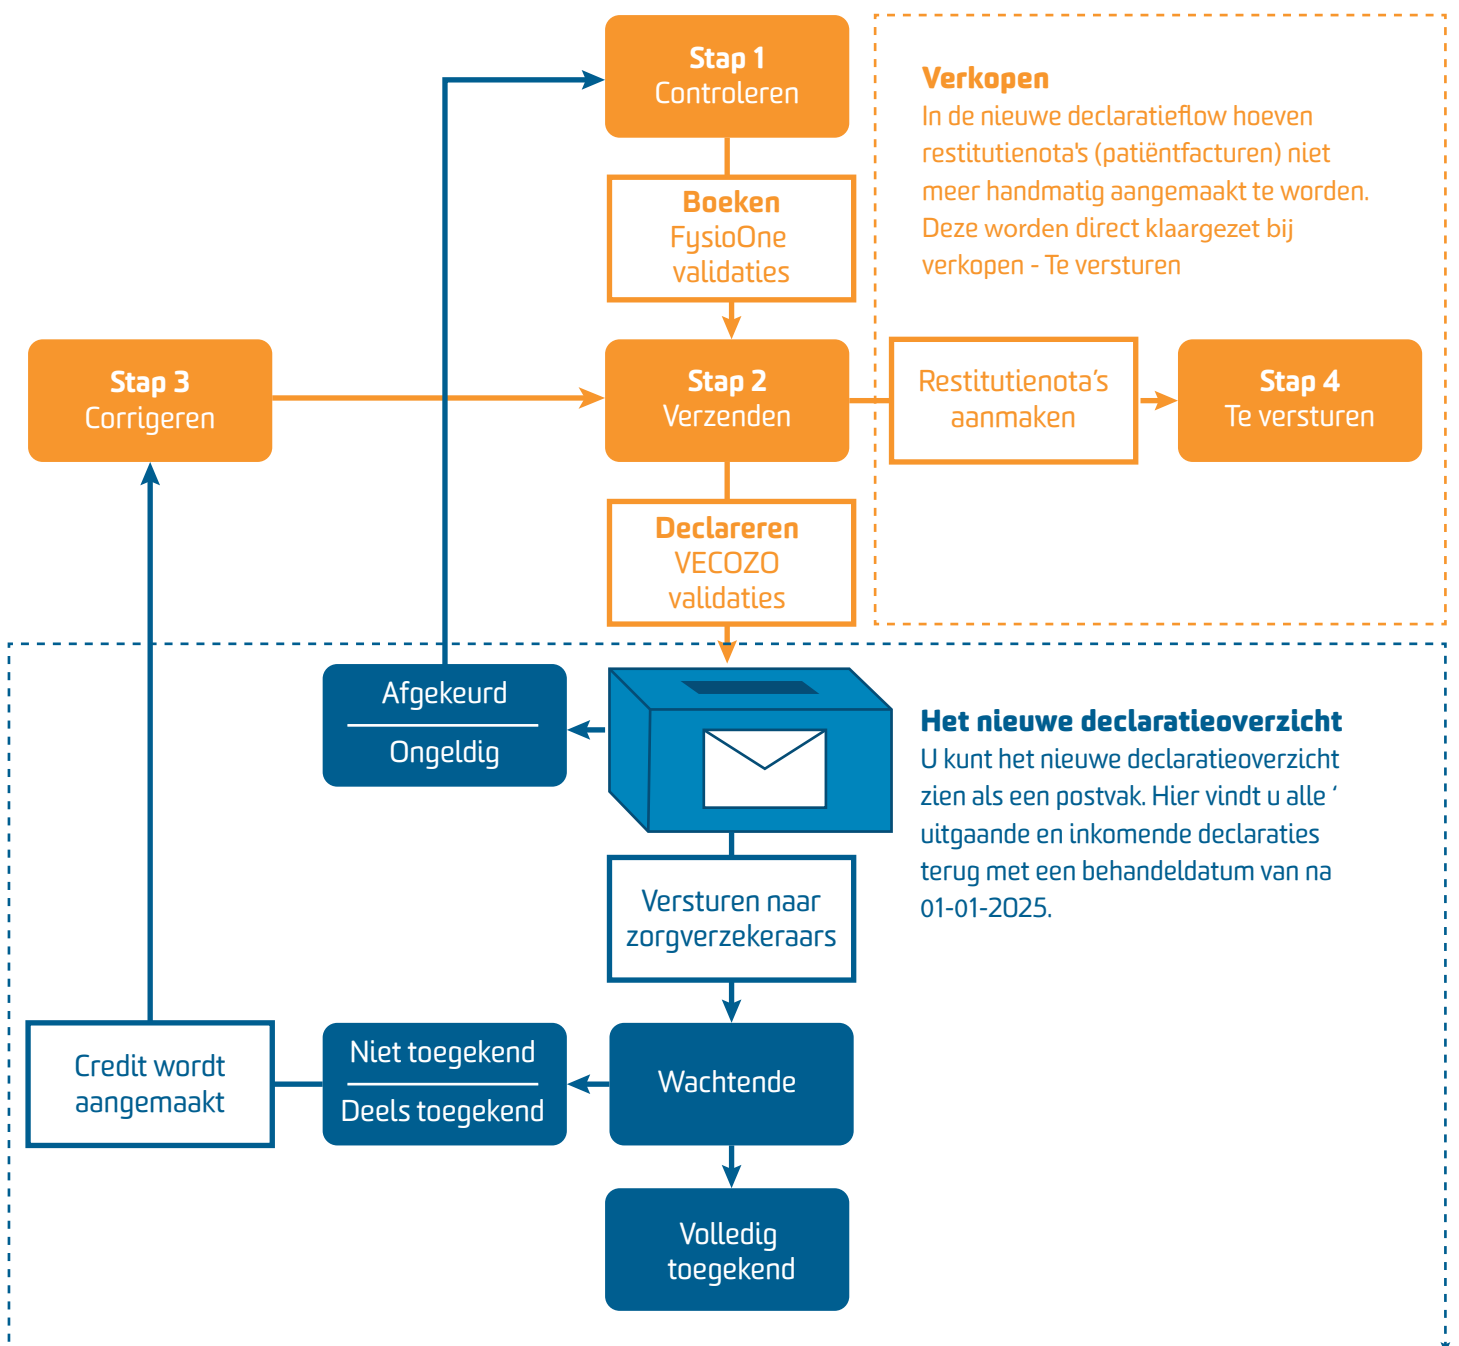 Stap 1
Controleren
Verkopen
In de nieuwe declaratieflow hoeven
restitutienota's (patiëntfacturen) niet
meer handmatig aangemaakt te worden.
Deze worden direct klaargezet bij
verkopen - Te versturen
Boeken
FysioOne
validaties
Stap 3
Corrigeren
Stap 2
Verzenden
Restitutienota's
aanmaken
Stap 4
Te versturen
Declareren
VECOZO
validaties
Afgekeurd
Ongeldig
Het nieuwe declaratieoverzicht
U kunt het nieuwe declaratieoverzicht
zien als een postvak. Hier vindt u alle ‘
uitgaande en inkomende declaraties
terug met een behandeldatum van na
01-01-2025.
Versturen naar
zorgverzekeraars
Credit wordt
aangemaakt
Niet toegekend
Deels toegekend
Wachtende
Volledig
toegekend